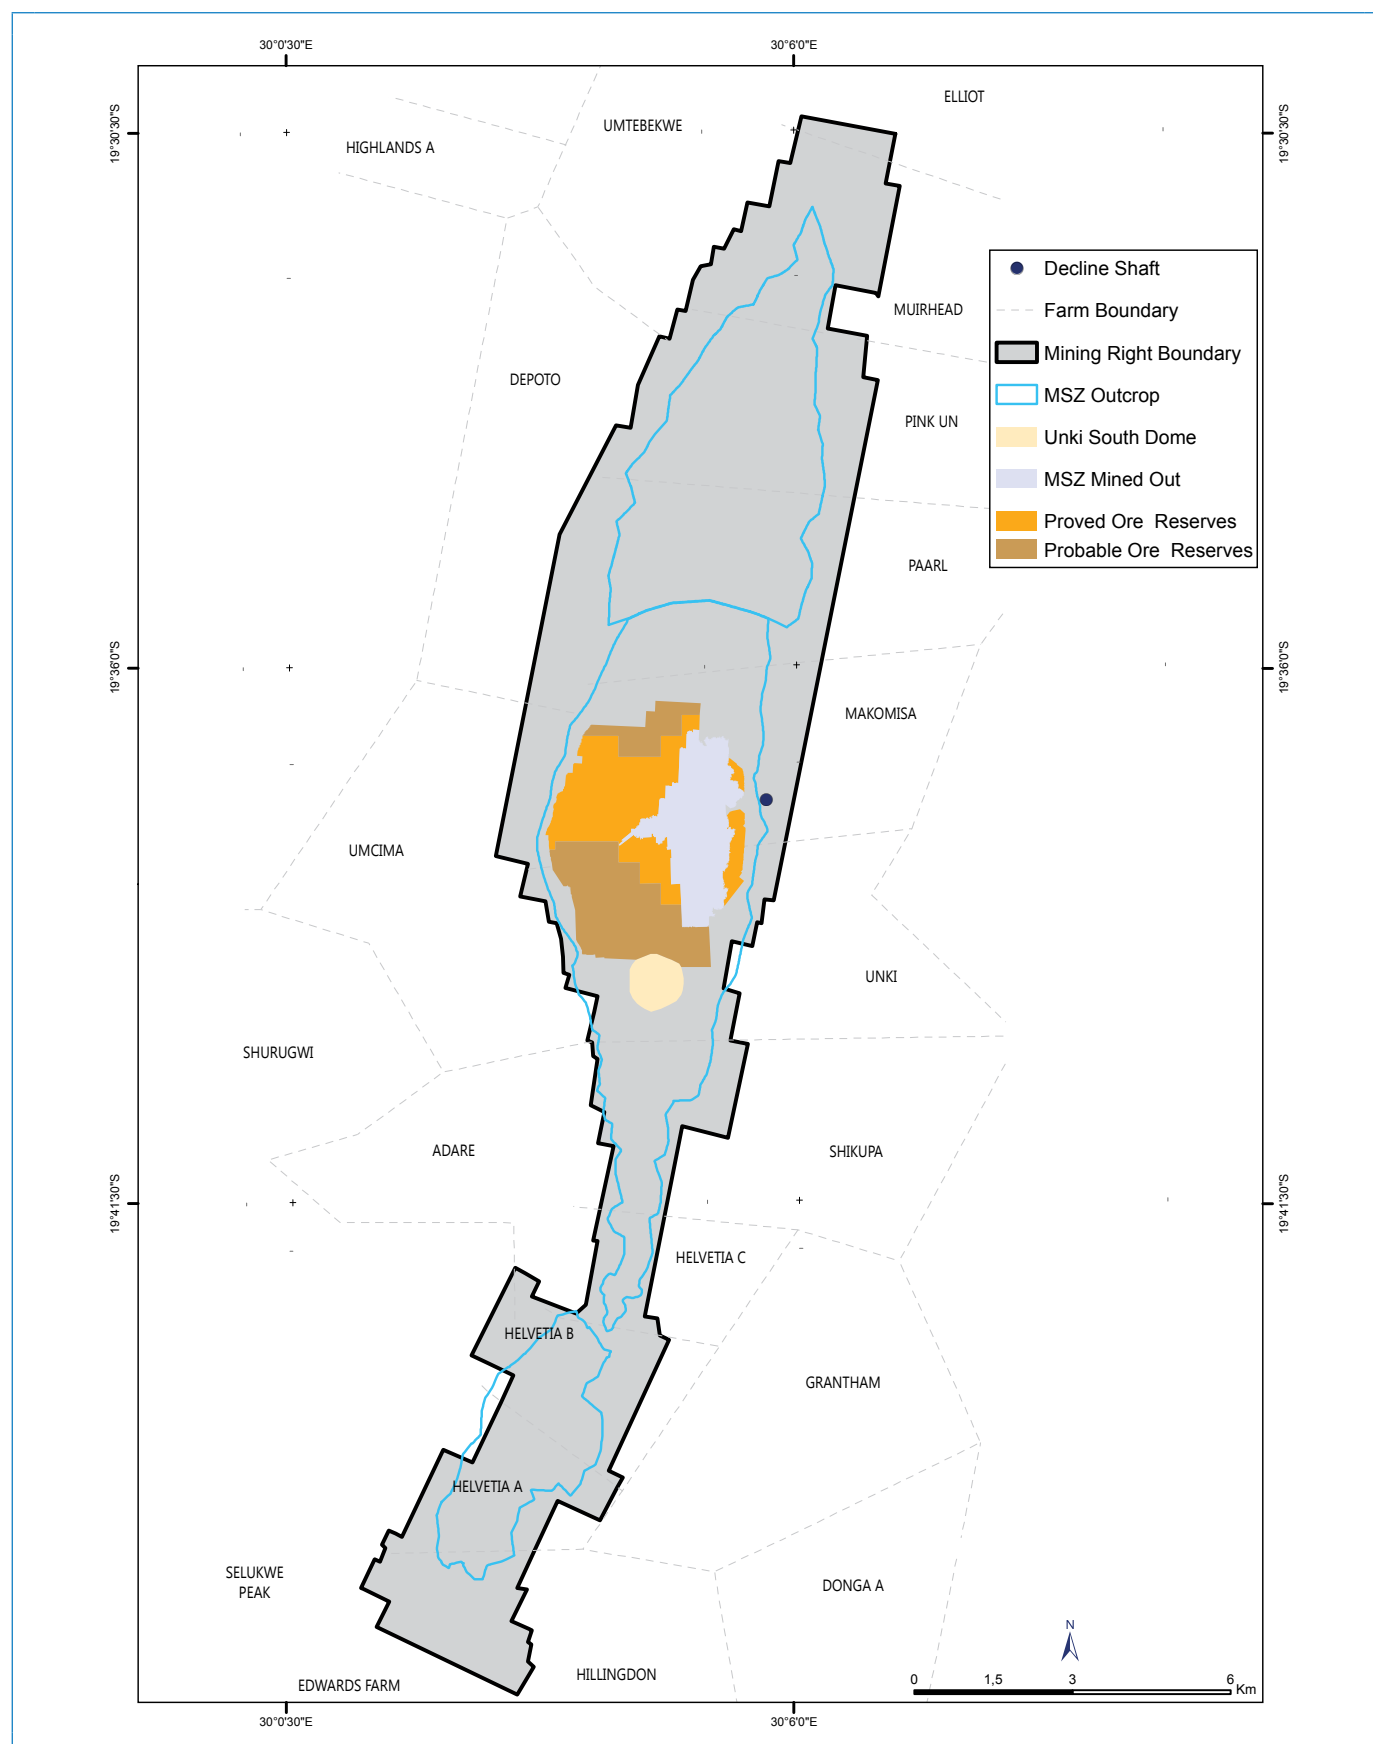 30°0'30"E
30°6'0"E
ELLIOT
UMTEBEKWE
19°30'30"S
19°30'30"S
HIGHLANDS A
Decline Shaft
Farm Boundary
MUIRHEAD
Mining Right Boundary
DEPOTO
MSZ Outcrop
PINK UN
Unki South Dome
MSZ Mined Out
Proved Ore Reserves
Probable Ore Reserves
PAARL
19°36'0"S
19°36'0"S
MAKOMISA
UMCIMA
UNKI
SHURUGWI
ADARE
SHIKUPA
19°41'30"S
19°41'30"S
HELVETIA C
HELVETIA B
GRANTHAM
HELVETIA A
SELUKWE
PEAK
DONGA A
N
HILLINGDON
EDWARDS FARM
0 1,5 3 6
Km
30°0'30"E
30°6'0"E